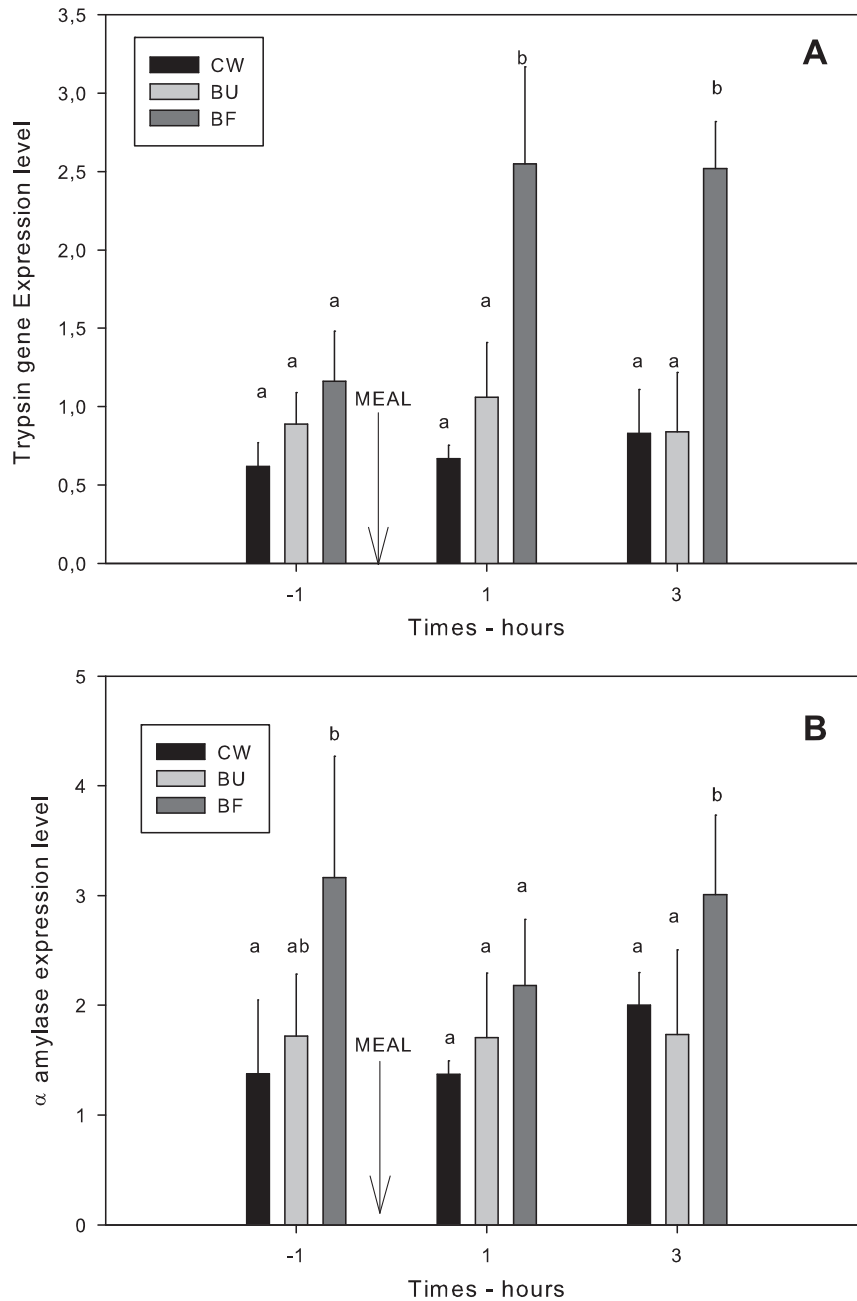 3,5
A
CW
BU
BF
b
b
3,0
2,5
2,0
a
a
1,5
a
a
a
a
a
MEAL
1,0
0,5
0,0
Trypsin gene Expression level
-1
1
3
Times - hours
5
B
CW
BU
BF
b
b
4
a
3
a
ab
a
a
a
a
MEAL
2
1
0
α amylase expression level
-1
1
3
Times - hours